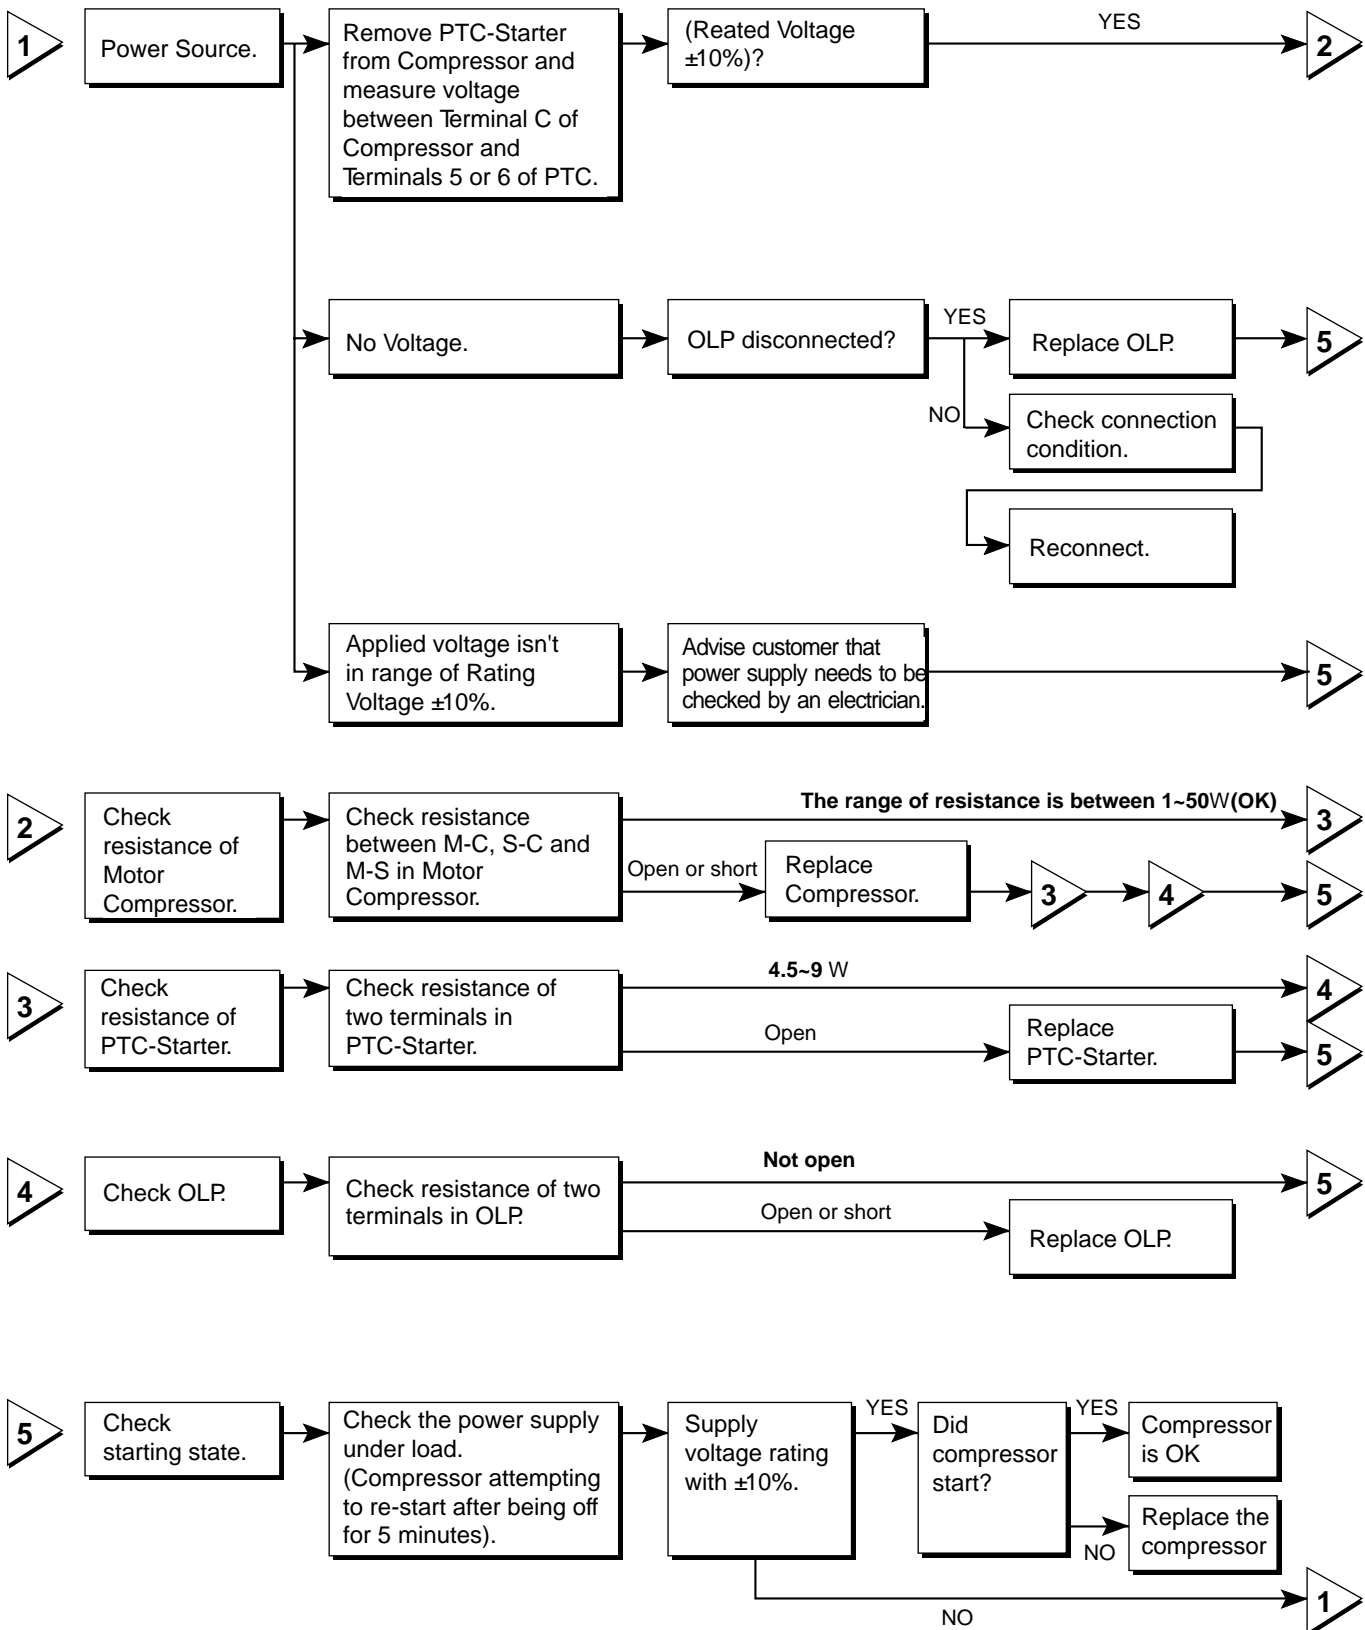 1
Power Source.
Remove PTC-Starter
from Compressor and
measure voltage
between Terminal C of
Compressor and
Terminals 5 or 6 of PTC.
(Reated Voltage
±10%)?
YES
2
No Voltage.
OLP disconnected?
YES
Replace OLP.
5
NO
Check connection
condition.
Reconnect.
Applied voltage isn't
in range of Rating
Voltage ±10%.
Advise customer that
power supply needs to be
checked by an electrician.
5
2
Check
resistance of
Motor
Compressor.
Check resistance
between M-C, S-C and
M-S in Motor
Compressor.
The range of resistance is between 1~50W(OK)
3
Open or short
Replace
Compressor.
3
4
5
3
Check
resistance of
PTC-Starter.
Check resistance of
two terminals in
PTC-Starter.
4.5~9 W
4
Open
Replace
PTC-Starter.
5
4
Check OLP.
Check resistance of two
terminals in OLP.
Not open
5
Open or short
Replace OLP.
5
Check
starting state.
Check the power supply
under load.
(Compressor attempting
to re-start after being off
for 5 minutes).
Supply
voltage rating
with ±10%.
YES
Did
compressor
start?
YES
Compressor
is OK
NO
Replace the
compressor
NO
1